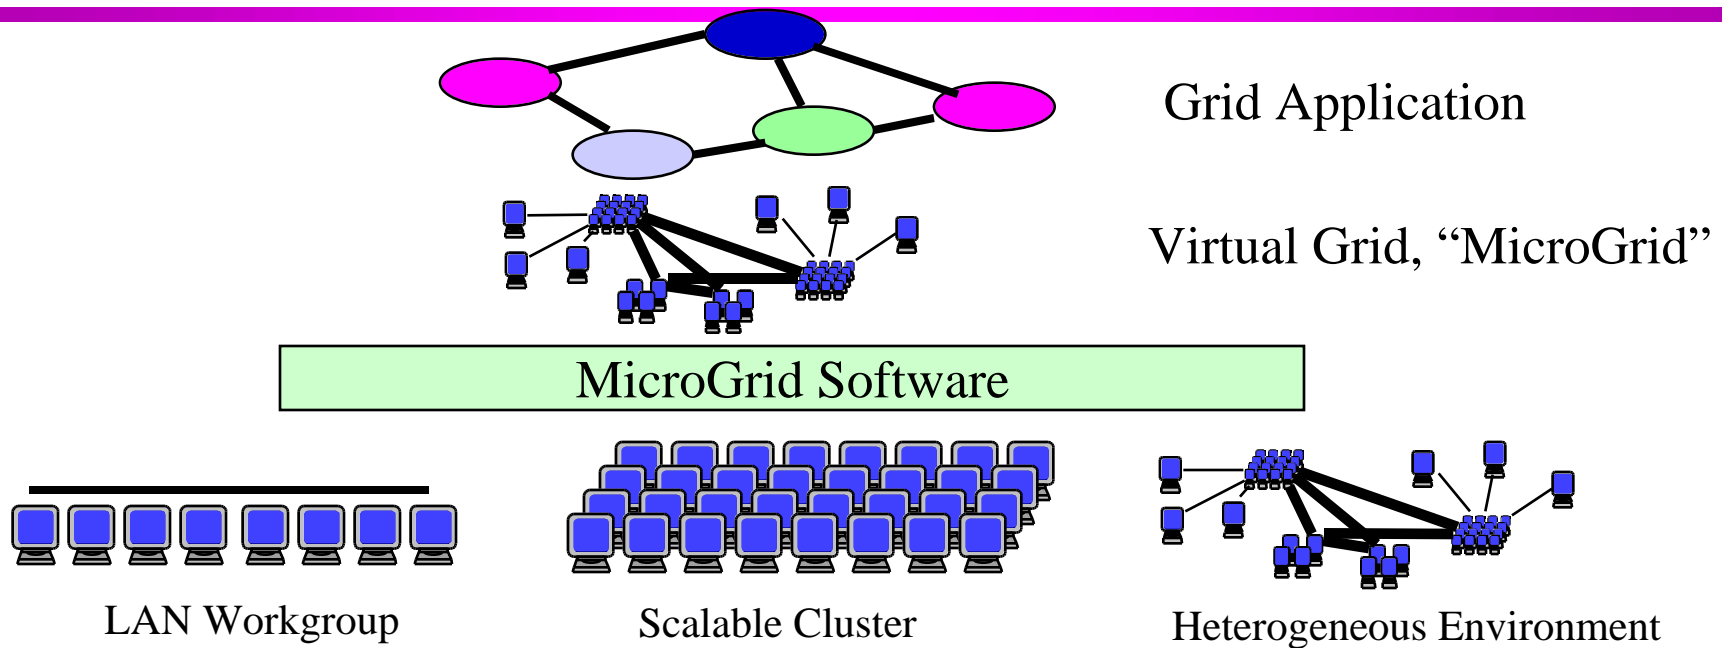 Grid Application
Virtual Grid, “MicroGrid”
MicroGrid Software
LAN Workgroup
Scalable Cluster
Heterogeneous Environment